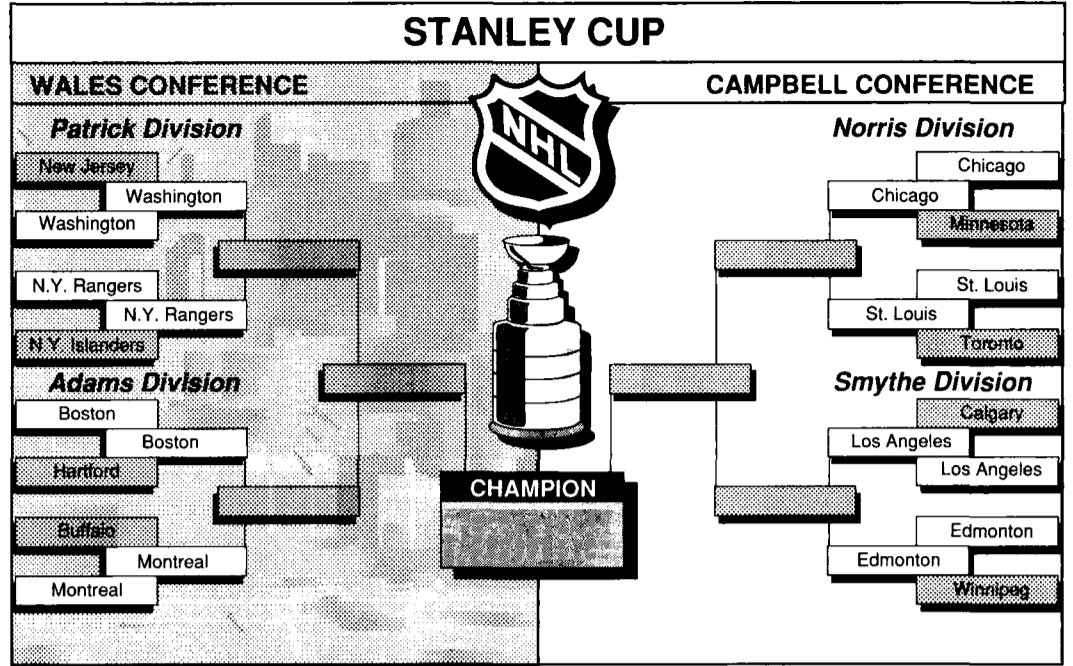 STANLEY CUP
WALES CONFERENCE
CAMPBELL CONFERENCE
NHL
Patrick Division
New Jersey
Washington
Washington
N.Y. Rangers
N.Y. Rangers
N.Y. Islanders
Adams Division
Boston
Boston
Hartford
Buffalo
Montreal
Montreal
Norris Division
Chicago
Chicago
Minnesota
St. Louis
St. Louis
Toronto
Smythe Division
Calgary
Los Angeles
Los Angeles
Edmonton
Edmonton
Winnipeg
CHAMPION